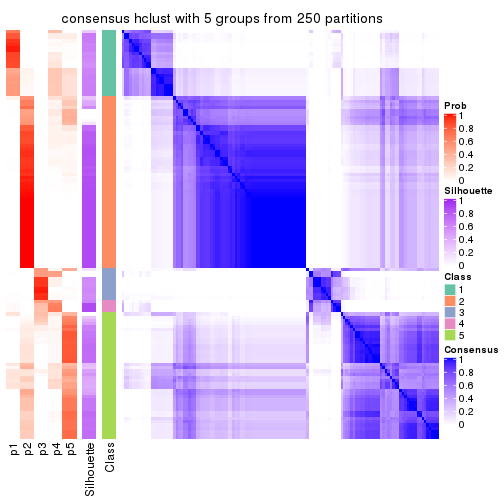 consensus hclust with 5 groups from 250 partitions
Prob
1
0.8
0.6
0.4
0.2
0
Silhouette
1
0.8
0.6
0.4
0.2
0
Class
1
2
3
4
5
Consensus
1
0.8
0.6
0.4
0.2
0
p1
p2
p3
p4
p5
Silhouette
Class